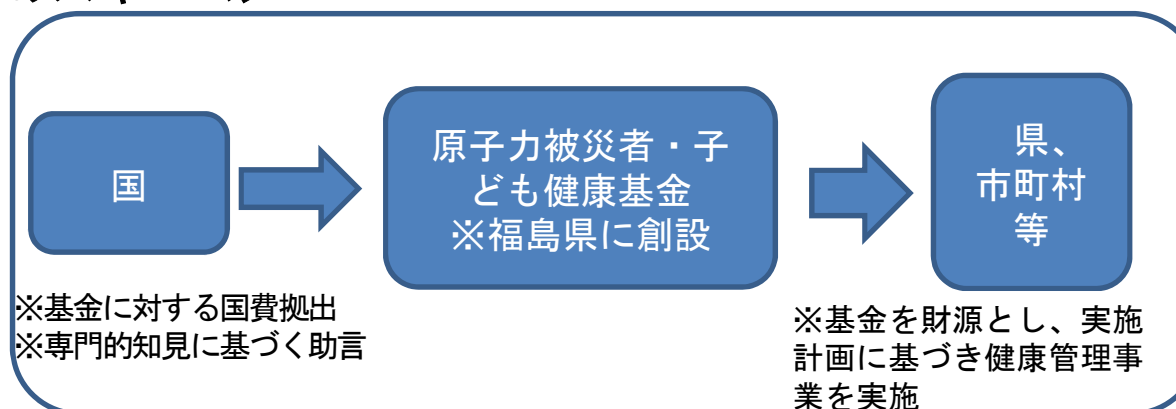 国
原子力被災者・子
ども健康基金
※福島県に創設
県、
市町村
等
※基金に対する国費拠出
※専門的知見に基づく助言
※基金を財源とし、実施
計画に基づき健康管理事
業を実施